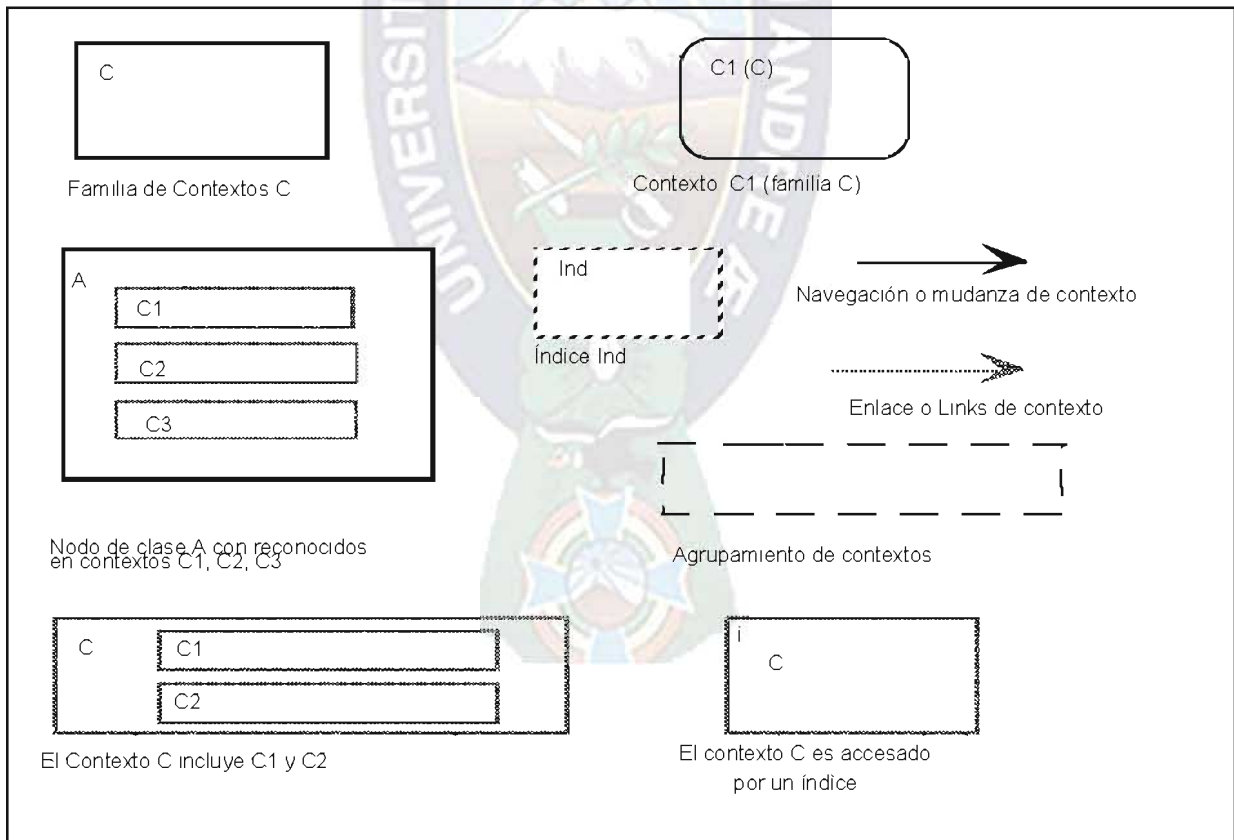 C
C1 (C)
Familia de Contextos C
Contexto C1 (familia C)
A
C1
C2
C3
Ind
Índice Ind
Navegación o mudanza de contexto
Enlace o Links de contexto
Nodo de clase A con reconocidos
en contextos C1, C2, C3
Agrupamiento de contextos
C
C1
C2
El Contexto C incluye C1 y C2
i
C
El contexto C es accesado
por un índice
UNIVERSI
ANDRE